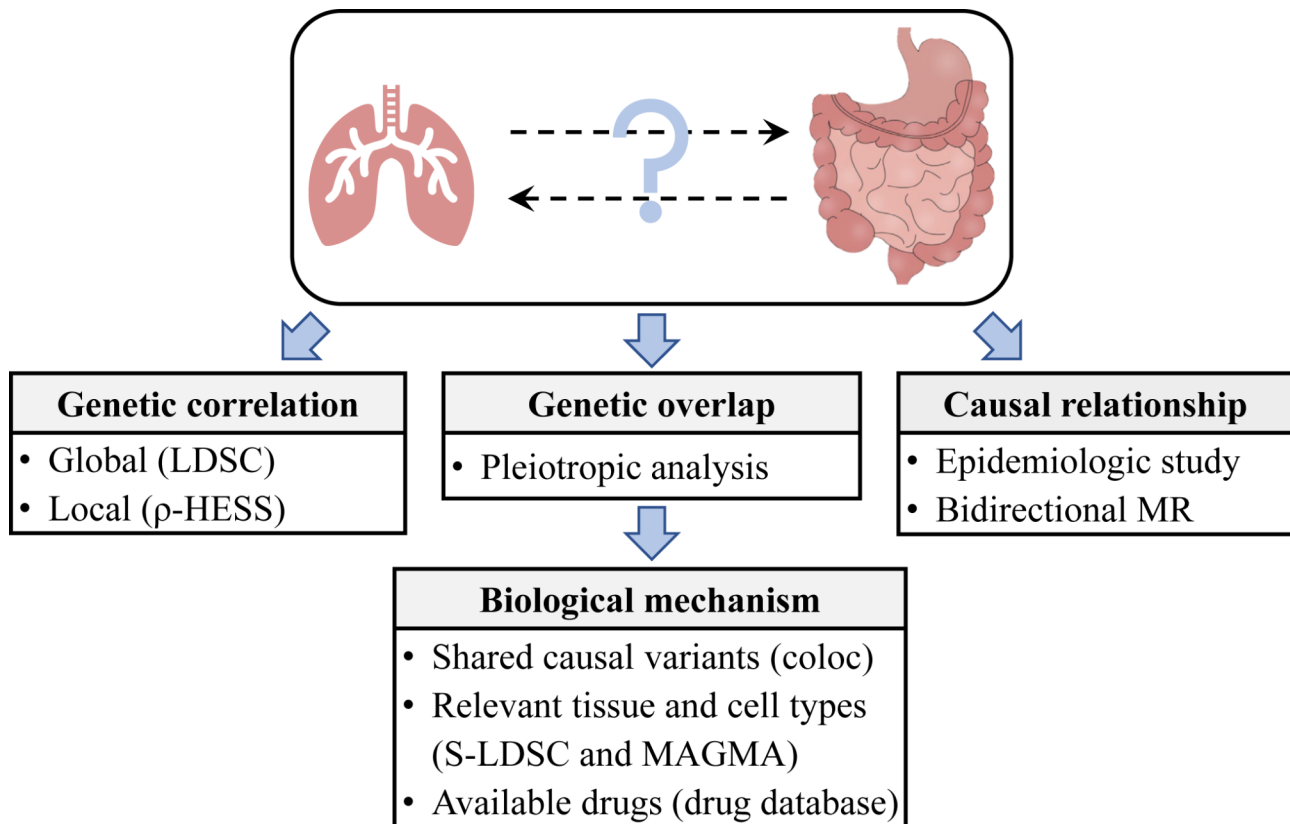 ?
Genetic correlation
• Global (LDSC)
• Local (ρ-HESS)
Genetic overlap
• Pleiotropic analysis
Causal relationship
• Epidemiologic study
• Bidirectional MR
Biological mechanism
• Shared causal variants (coloc)
• Relevant tissue and cell types
(S-LDSC and MAGMA)
• Available drugs (drug database)